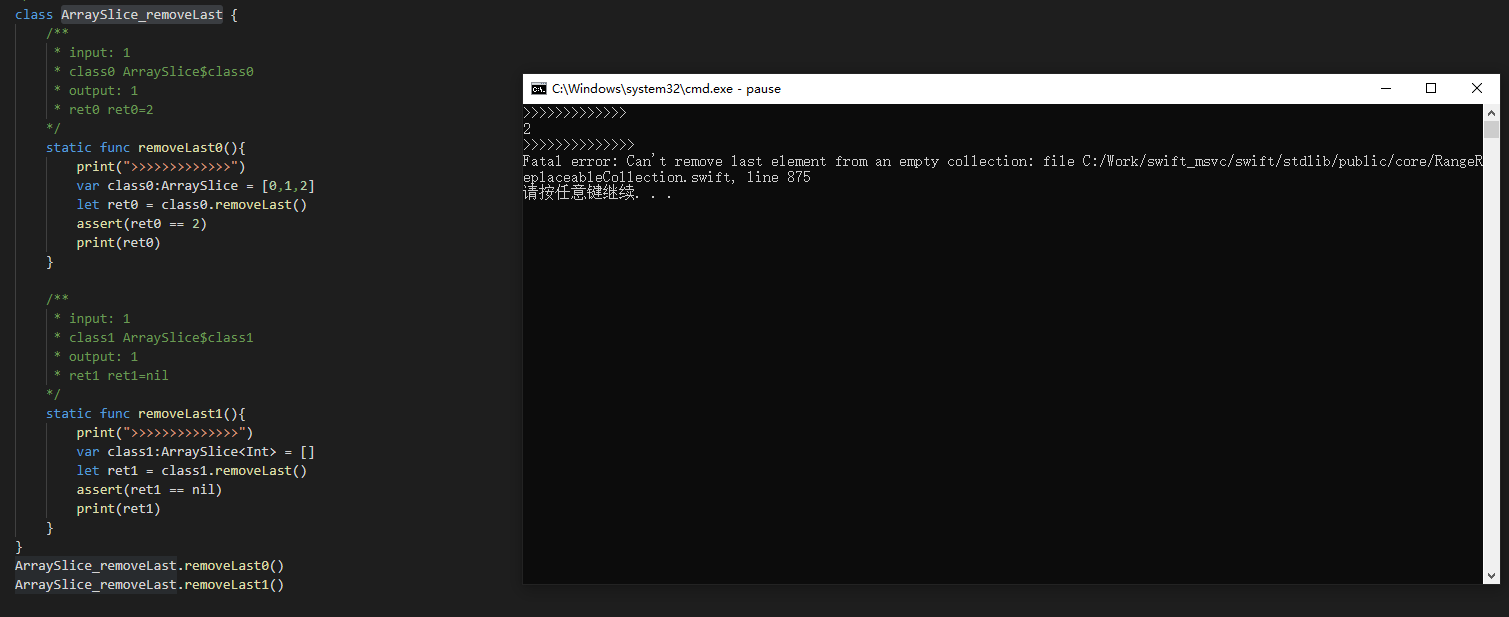 class ArraySlice_removeLast {
/**
* input: 1
* class0 ArraySlice$class0
* output: 1
* ret0 ret0=2
*/
static func removeLast0(){
print(">>>>>>>>>>>>>")
var class0:ArraySlice = [0,1,2]
let ret0 = class0.removeLast()
assert(ret0 == 2)
print(ret0)
}
/**
* input: 1
* class1 ArraySlice$class1
* output: 1
* ret1 ret1=nil
*/
static func removeLast1(){
print(">>>>>>>>>>>>>>")
var class1:ArraySlice<Int> = []
let ret1 = class1.removeLast()
assert(ret1 == nil)
print(ret1)
}
}
ArraySlice_removeLast.removeLast0()
ArraySlice_removeLast.removeLast1()
C:\Windows\system32\cmd.exe - pause
>>>>>>>>>>>>>
2
>>>>>>>>>>>>>>
Fatal error: Can't remove last element from an empty collection: file C:/Work/swift_msvc/swift/stdlib/public/core/RangeR
eplaceableCollection.swift, line 875
请按任意键继续. . .